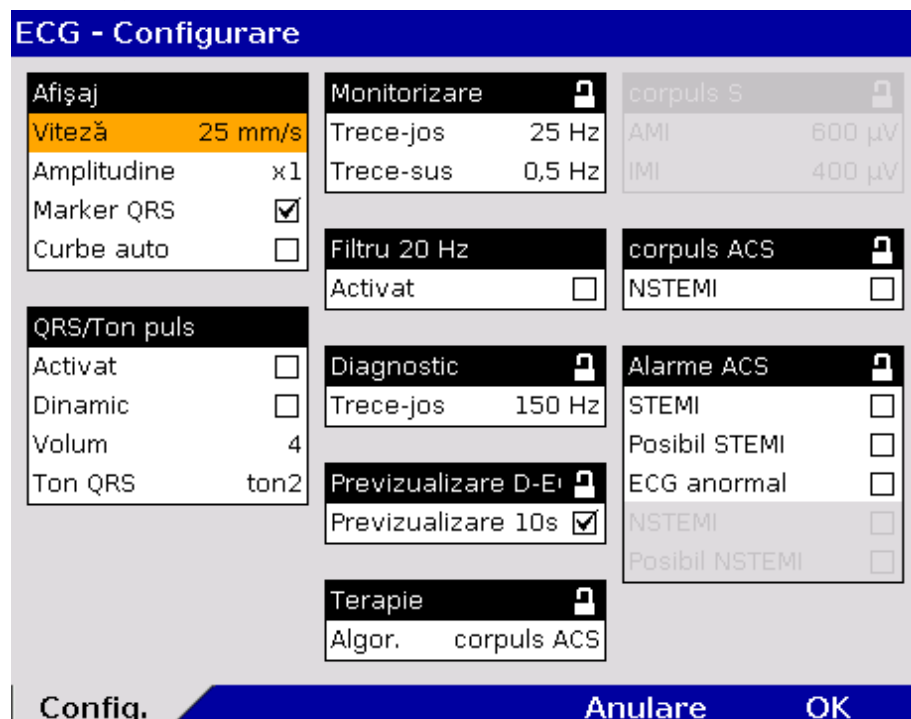 ECG - Configurare
Afişaj
Viteză 25 mm/s
Amplitudine x1
Marker QRS
Curbe auto
QRS/Ton puls
Activat
Dinamic
Volum 4
Ton QRS ton2
Monitorizare
Trece-jos 25 Hz
Trece-sus 0,5 Hz
Filtru 20 Hz
Activat
Diagnostic
Trece-jos 150 Hz
Previzualizare D-E
Previzualizare 10s
Terapie
Algor. corpuls ACS
corpuls S
AMI 600 µV
IMI 400 µV
corpuls ACS
NSTEMI
Alarme ACS
STEMI
Posibil STEMI
ECG anormal
NSTEMI
Posibil NSTEMI
Config. Anulare OK